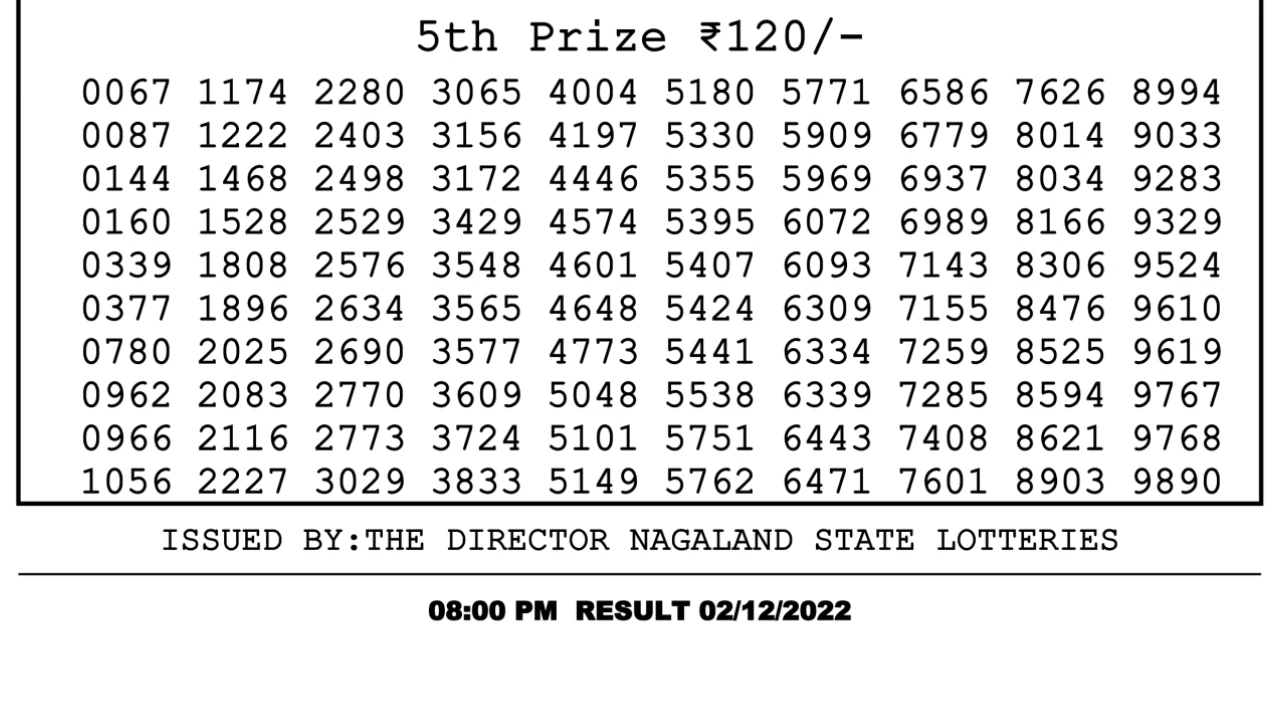 5th Prize ₹120/-
0067 1174 2280 3065 4004 5180 5771 6586 7626 8994
0087 1222 2403 3156 4197 5330 5909 6779 8014 9033
0144 1468 2498 3172 4446 5355 5969 6937 8034 9283
0160 1528 2529 3429 4574 5395 6072 6989 8166 9329
0339 1808 2576 3548 4601 5407 6093 7143 8306 9524
0377 1896 2634 3565 4648 5424 6309 7155 8476 9610
0780 2025 2690 3577 4773 5441 6334 7259 8525 9619
0962 2083 2770 3609 5048 5538 6339 7285 8594 9767
0966 2116 2773 3724 5101 5751 6443 7408 8621 9768
1056 2227 3029 3833 5149 5762 6471 7601 8903 9890
ISSUED BY:THE DIRECTOR NAGALAND STATE LOTTERIES
08:00 PM RESULT 02/12/2022